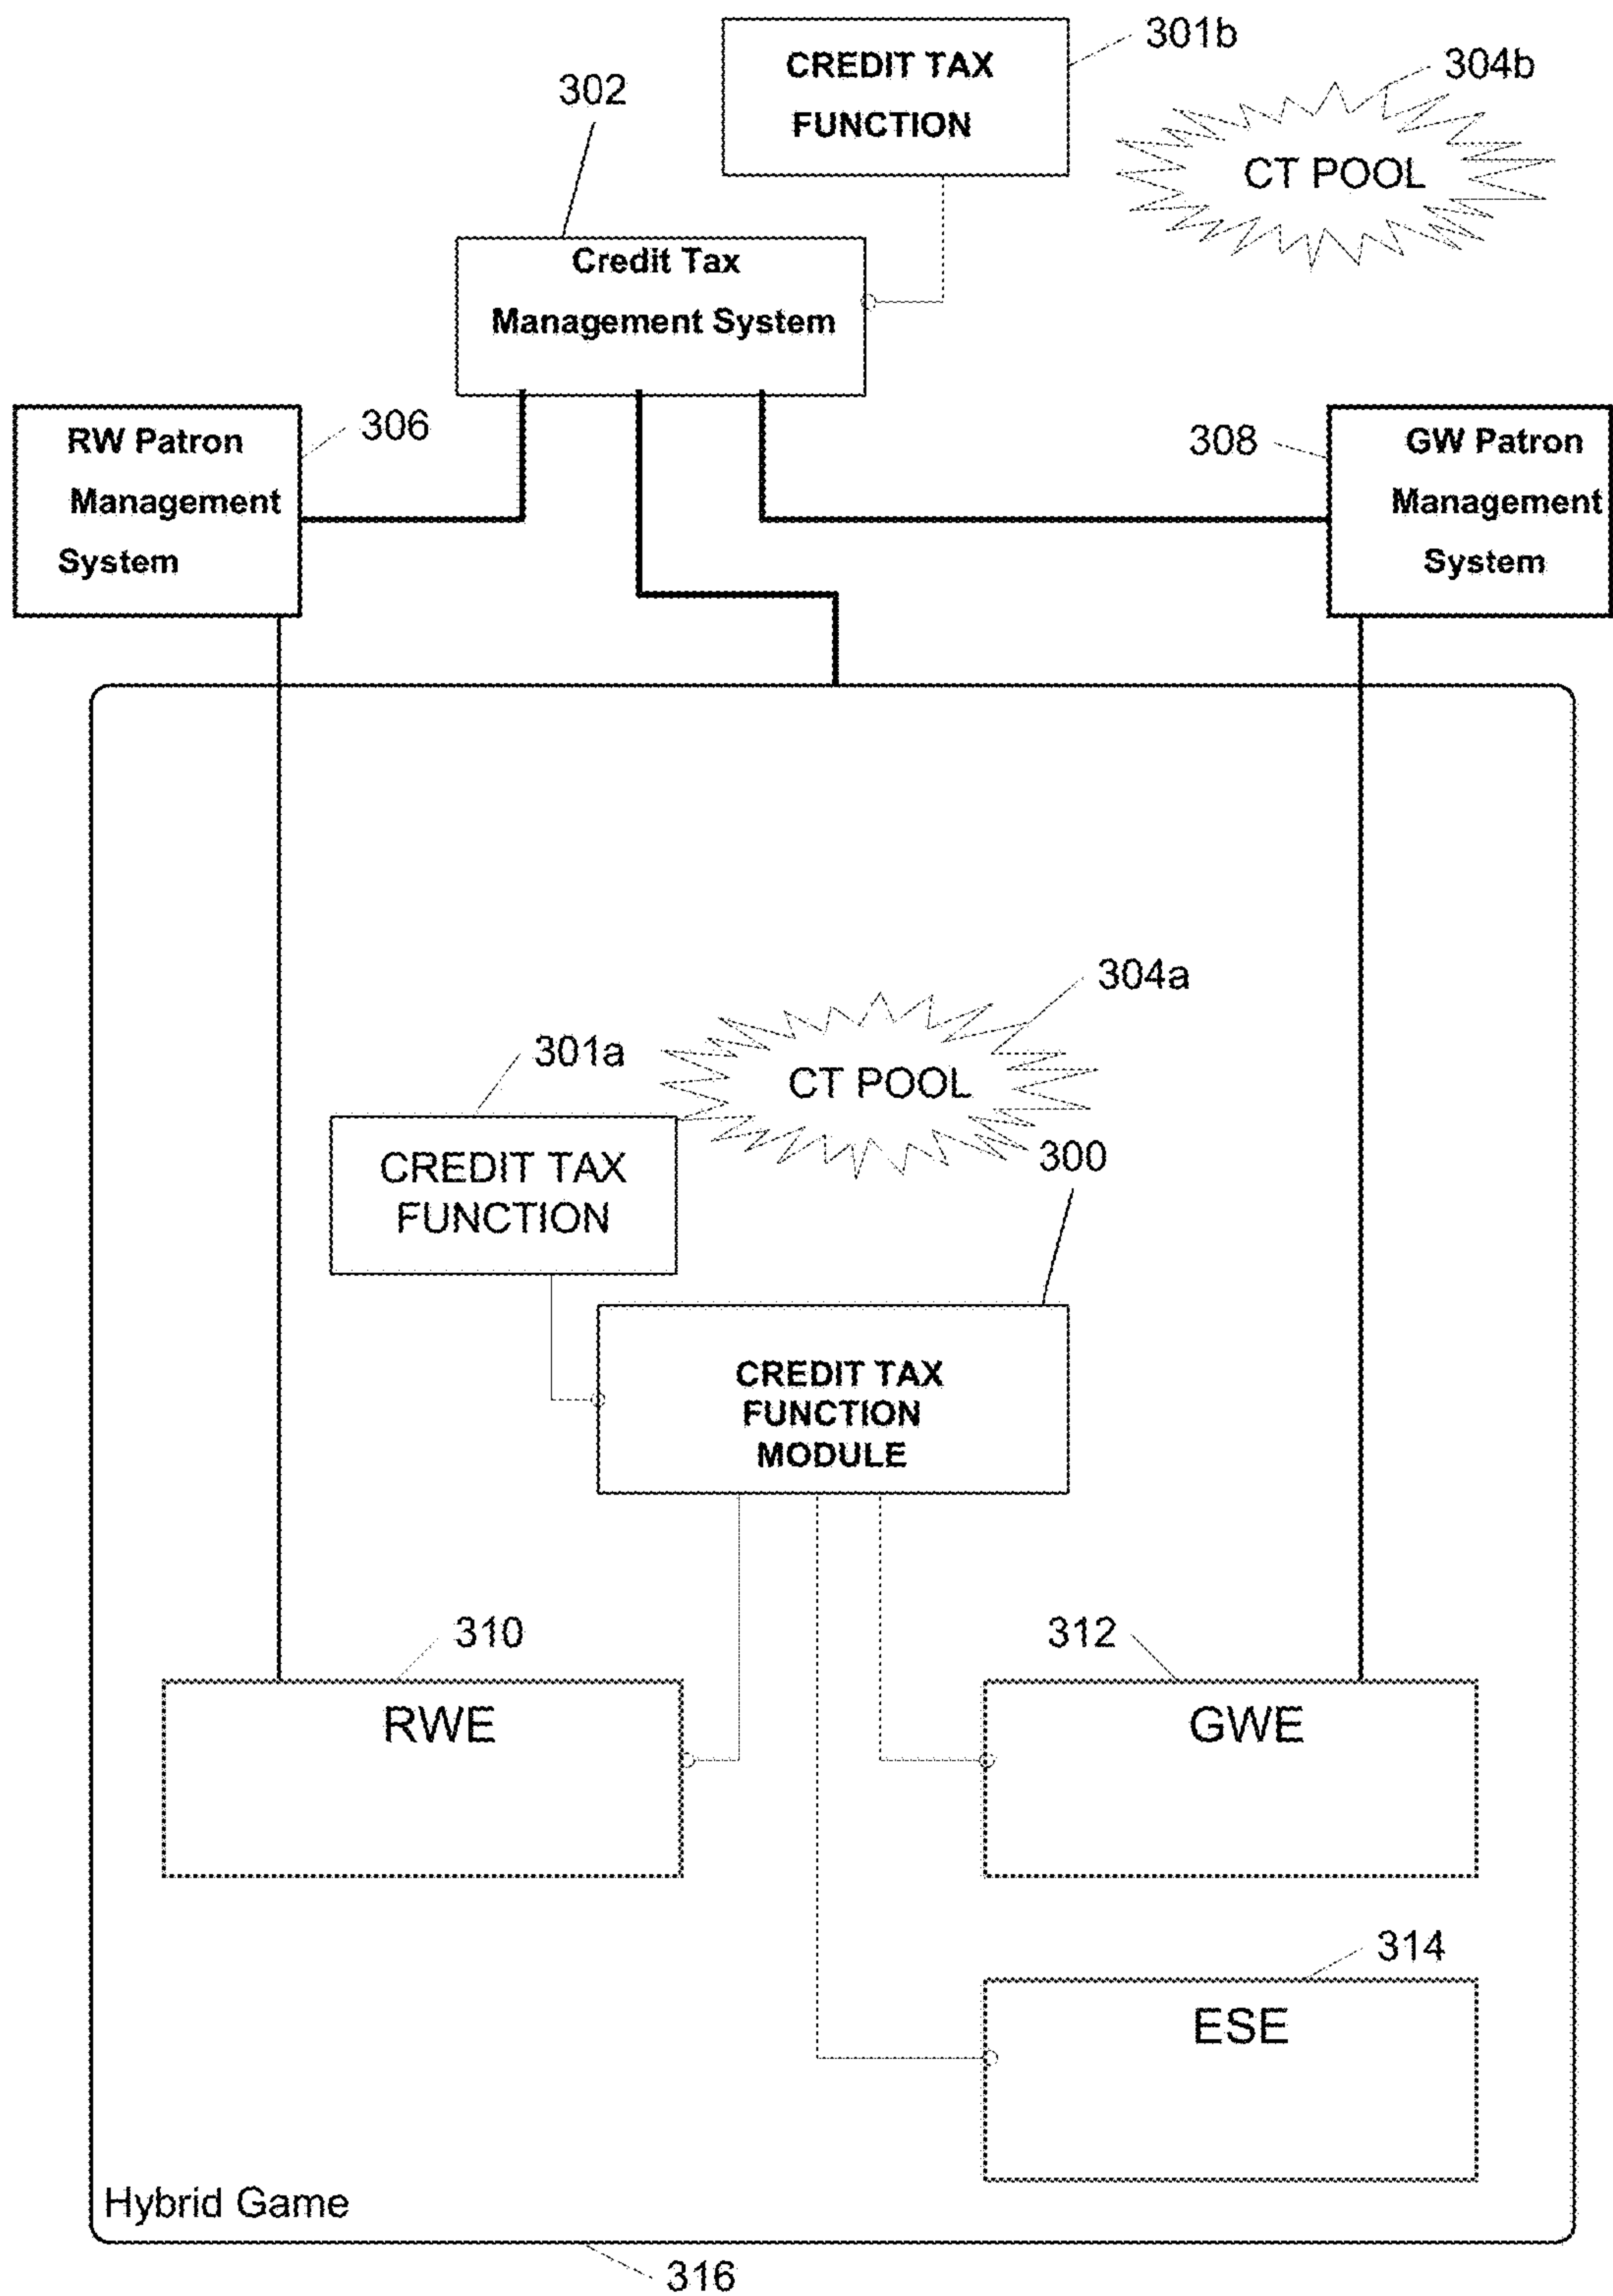 301b
CREDIT TAX
FUNCTION
304b
CT POOL
302
Credit Tax
Management System
RW Patron
Management
System
306
308
GW Patron
Management
System
304a
CT POOL
301a
CREDIT TAX
FUNCTION
300
CREDIT TAX
FUNCTION
MODULE
310
RWE
312
GWE
314
ESE
Hybrid Game
316